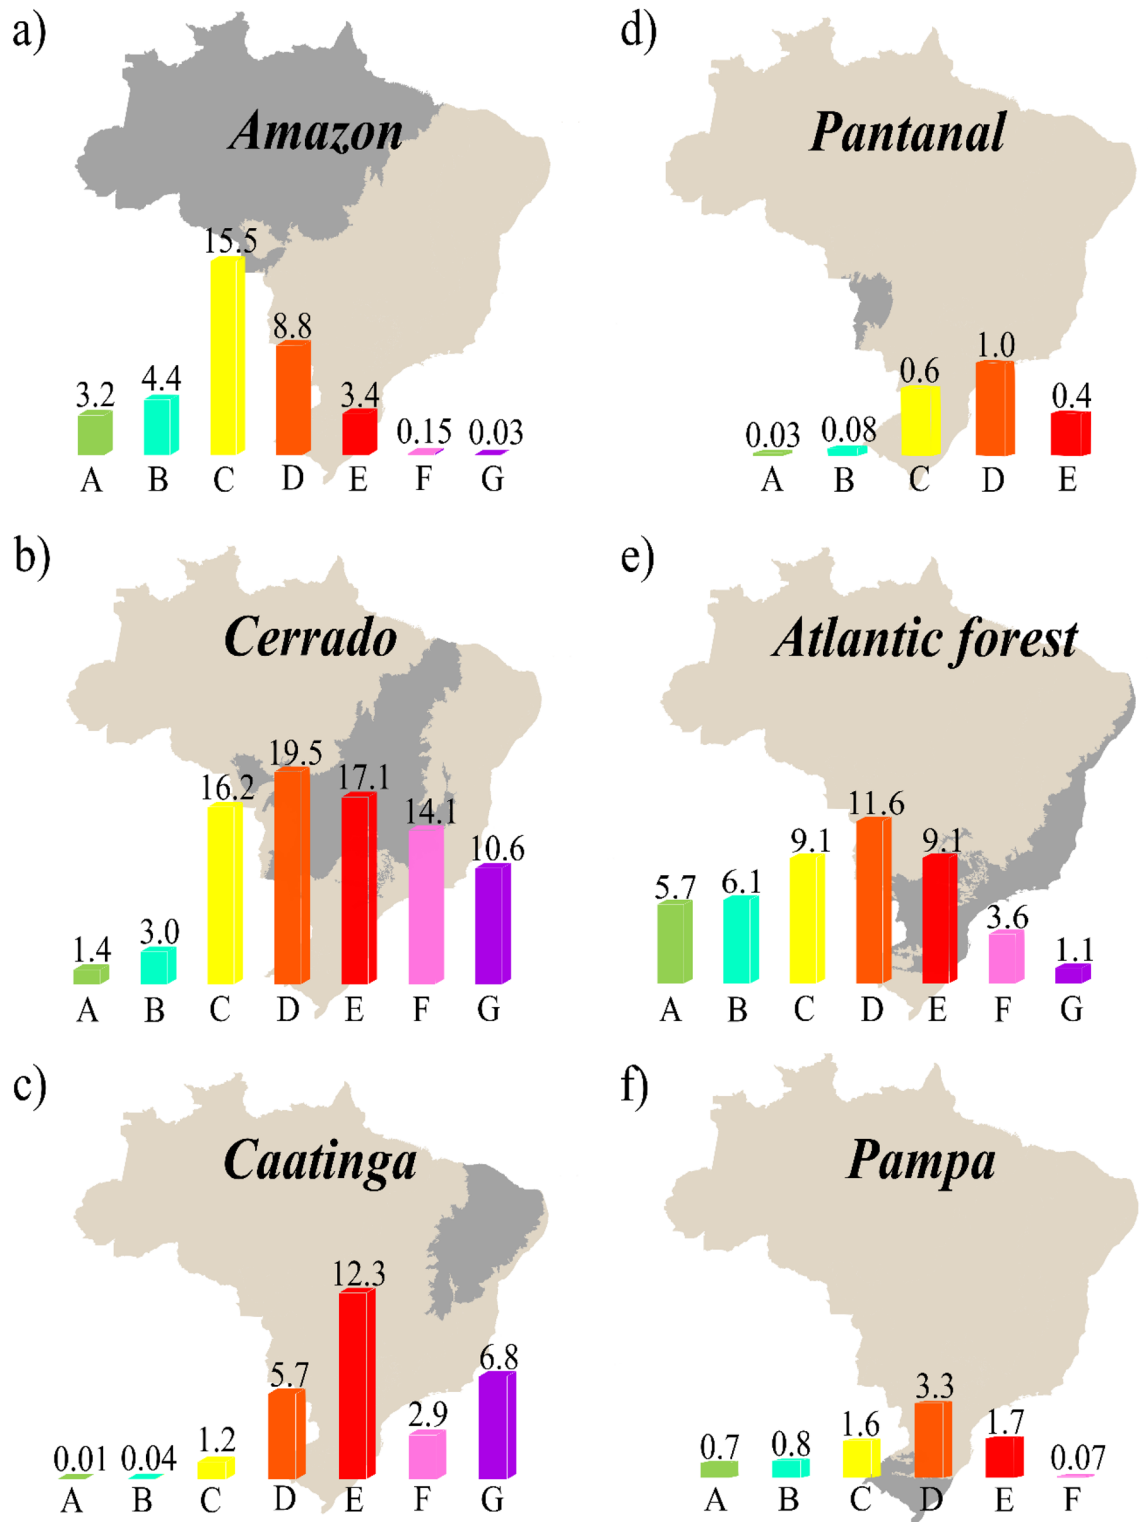 a)
Amazon
15.5
8.8
3.2
4.4
3.4
0.15
0.03
A B C D E F G
d)
Pantanal
1.0
0.6
0.4
0.03
0.08
A B C D E
b)
Cerrado
19.5
16.2
17.1
14.1
10.6
1.4
3.0
A B C D E F G
e)
Atlantic forest
11.6
9.1
9.1
5.7
6.1
3.6
1.1
A B C D E F G
c)
Caatinga
12.3
5.7
6.8
2.9
0.01
0.04
1.2
A B C D E F G
f)
Pampa
3.3
1.6
1.7
0.7
0.8
0.07
A B C D E F